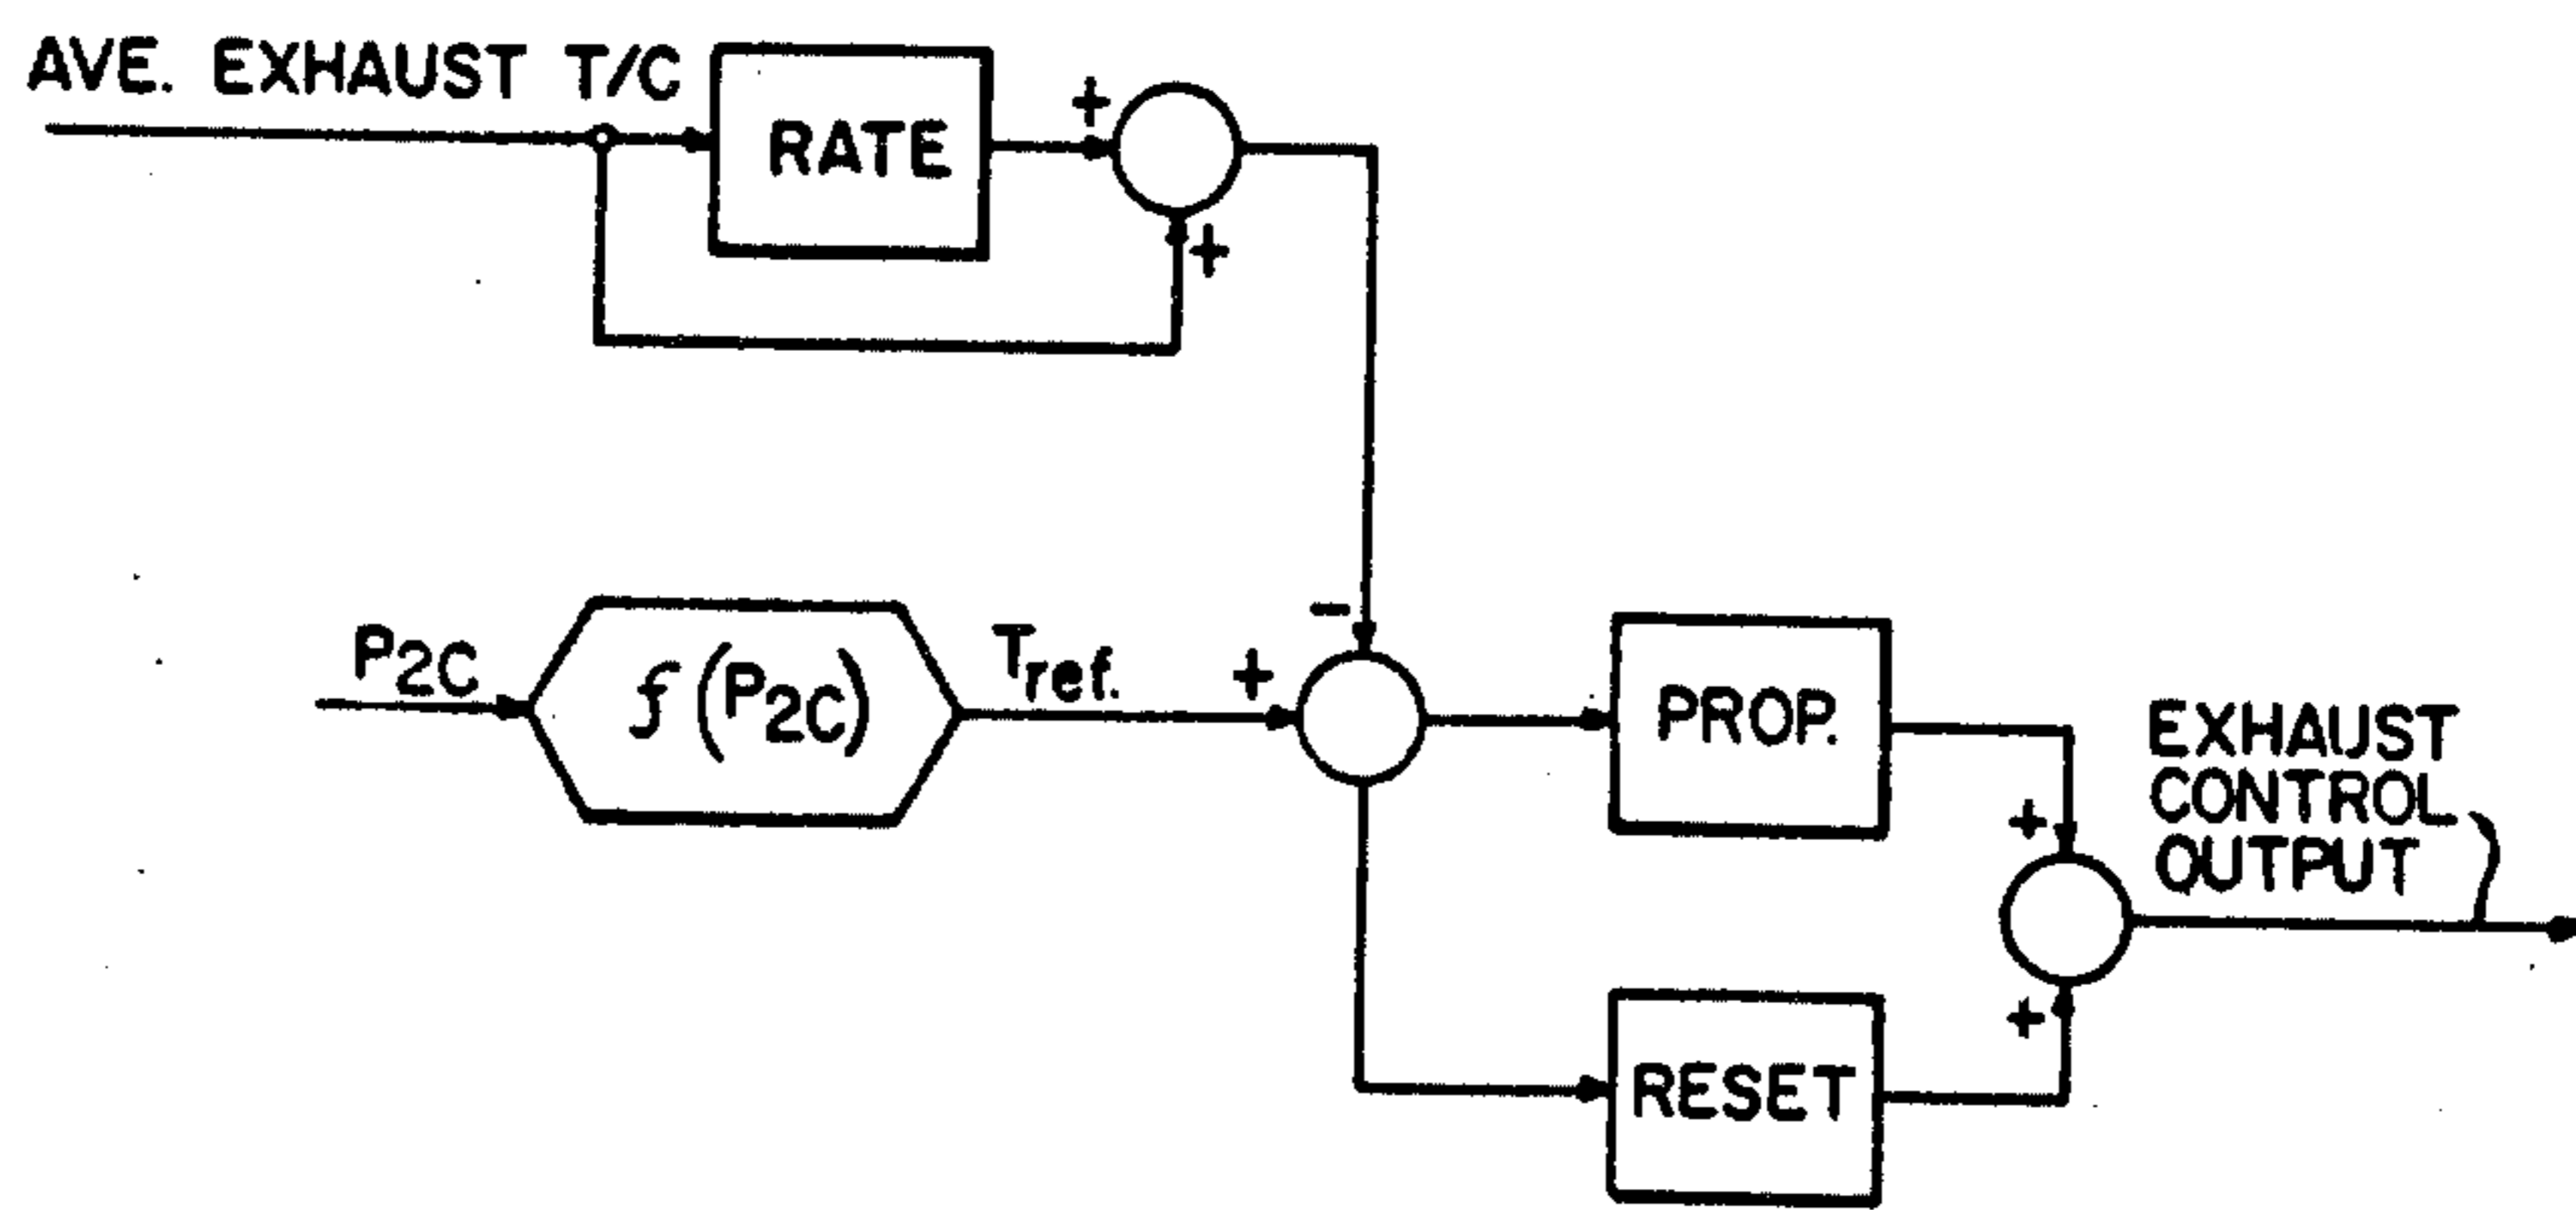 AVE. EXHAUST T/C
RATE
+
+
P2C
f(P2C)
Tref.
-
+
PROP.
+
EXHAUST
CONTROL
OUTPUT
+
RESET